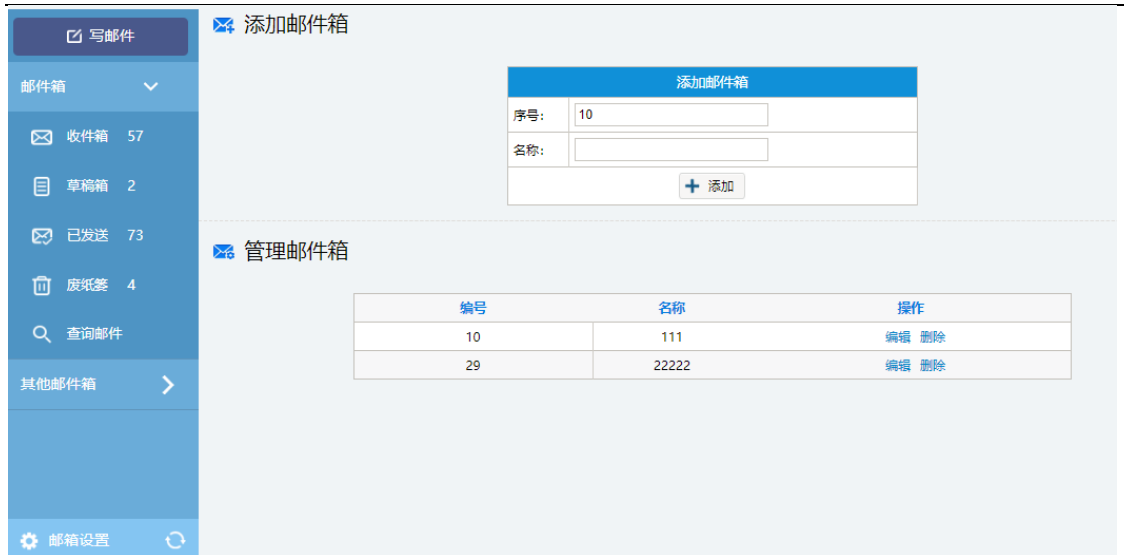 写邮件
邮件箱
收件箱 57
草稿箱 2
已发送 73
废纸篓 4
查询邮件
其他邮件箱
邮箱设置
添加邮件箱
添加邮件箱
序号: 10
名称:
添加
管理邮件箱
编号 名称 操作
10 111 编辑 删除
29 22222 编辑 删除